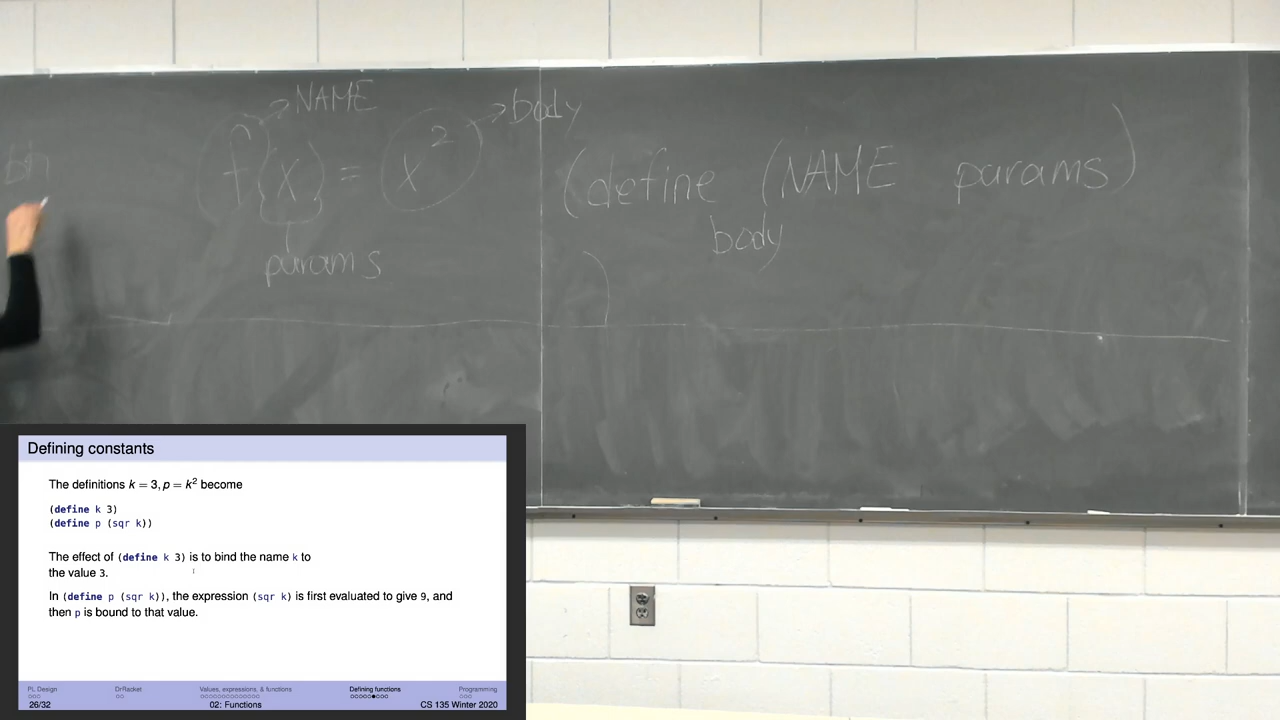 NAME
body
f(x) = x²
params
(define (NAME params)
body
)
Defining constants
The definitions k = 3, p = k² become
(define k 3)
(define p (sqr k))
The effect of (define k 3) is to bind the name k to
the value 3.
In (define p (sqr k)), the expression (sqr k) is first evaluated to give 9, and
then p is bound to that value.
PL Design DrRacket Values, expressions, & functions Defining functions Programming
26/32 02: Functions CS 135 Winter 2020